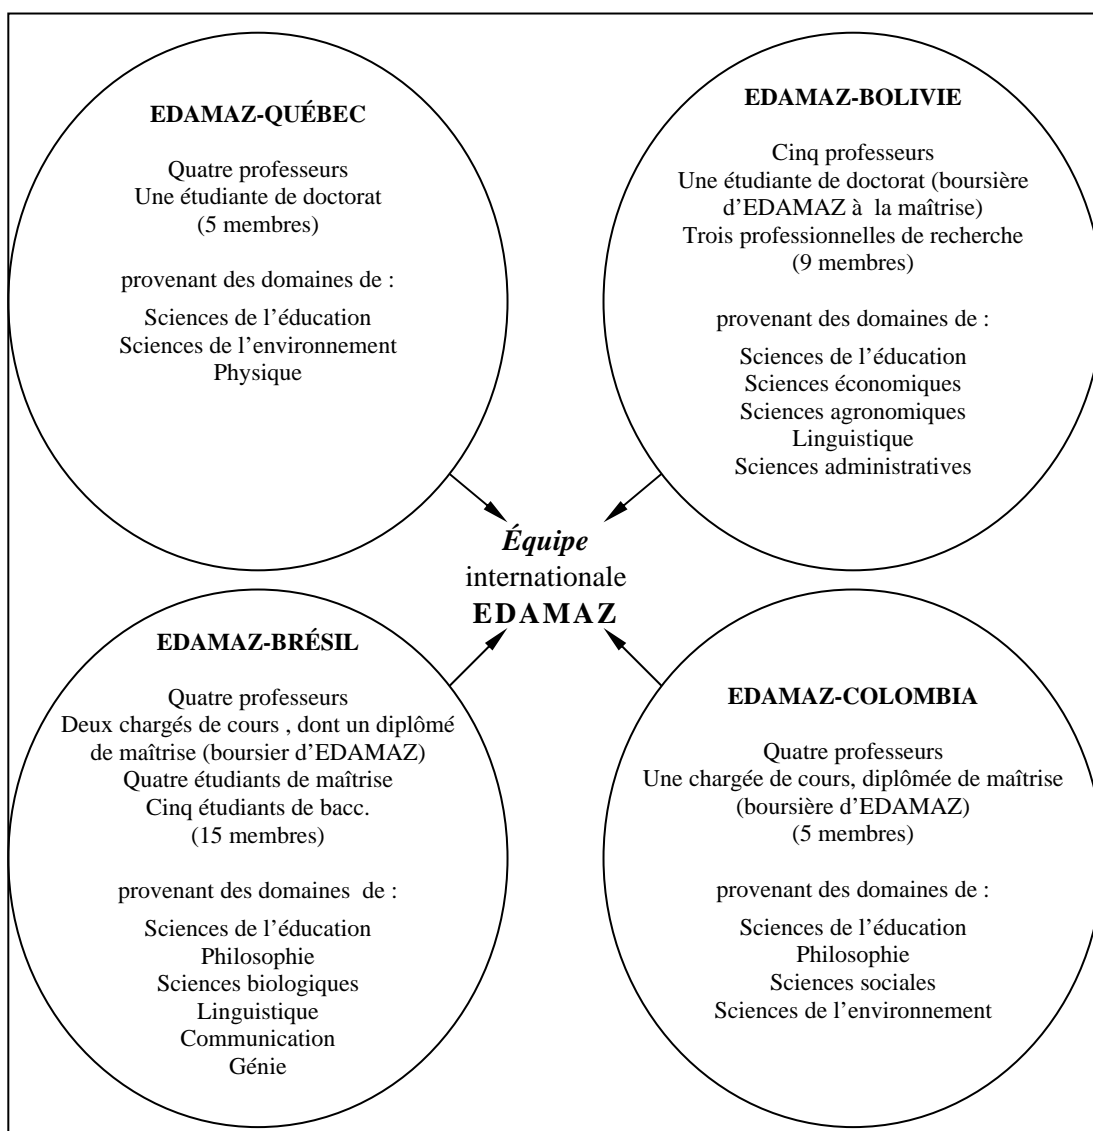 EDAMAZ-QUÉBEC
Quatre professeurs
Une étudiante de doctorat
(5 membres)
provenant des domaines de :
Sciences de l’éducation
Sciences de l’environnement
Physique
EDAMAZ-BOLIVIE
Cinq professeurs
Une étudiante de doctorat (boursière
d’EDAMAZ à la maîtrise)
Trois professionnelles de recherche
(9 membres)
provenant des domaines de :
Sciences de l’éducation
Sciences économiques
Sciences agronomiques
Linguistique
Sciences administratives
Équipe
internationale
EDAMAZ
EDAMAZ-BRÉSIL
Quatre professeurs
Deux chargés de cours , dont un diplômé
de maîtrise (boursier d’EDAMAZ)
Quatre étudiants de maîtrise
Cinq étudiants de bacc.
(15 membres)
provenant des domaines de :
Sciences de l’éducation
Philosophie
Sciences biologiques
Linguistique
Communication
Génie
EDAMAZ-COLOMBIA
Quatre professeurs
Une chargée de cours, diplômée de maîtrise
(boursière d’EDAMAZ)
(5 membres)
provenant des domaines de :
Sciences de l’éducation
Philosophie
Sciences sociales
Sciences de l’environnement